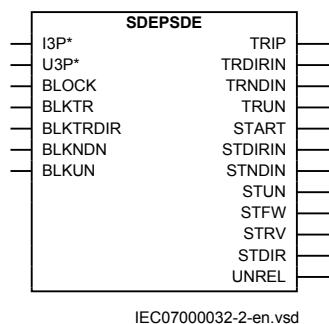 SDEPSDE
I3P* TRIP
U3P* TRDIRIN
BLOCK TRNDIN
BLKTR TRUN
BLKTRDIR START
BLKNDN STDIRIN
BLKUN STNDIN
STUN
STFW
STRV
STDIR
UNREL
IEC07000032-2-en.vsd